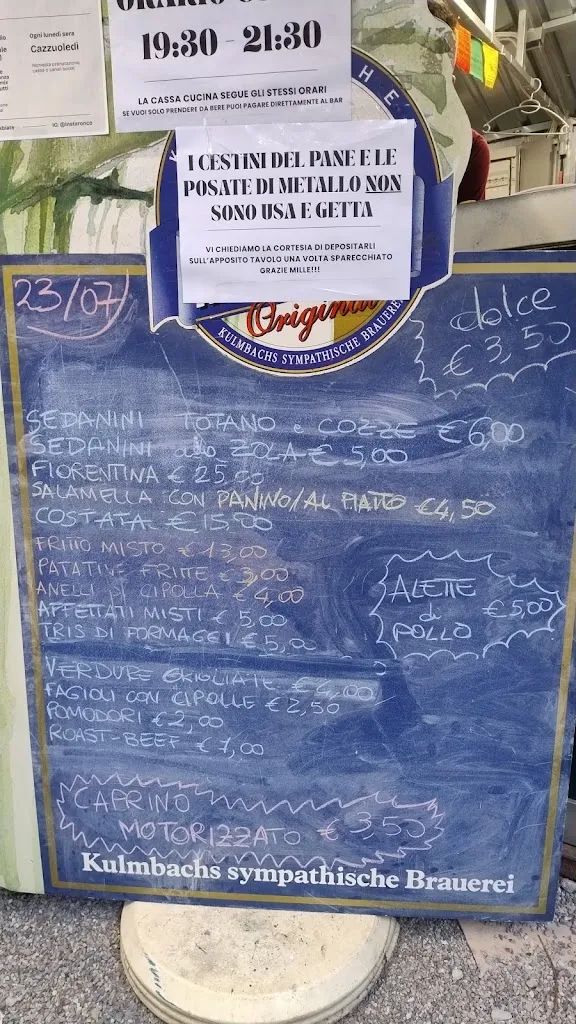 Ogni lunedì sera
Cazzuoledì
IG: @instaronco
ORARIO
19:30 - 21:30
LA CASSA CUCINA SEGUE GLI STESSI ORARI
SE VUOI SOLO PRENDERE DA BERE PUOI PAGARE DIRETTAMENTE AL BAR
I CESTINI DEL PANE E LE
POSATE DI METALLO NON
SONO USA E GETTA
VI CHIEDIAMO LA CORTESIA DI DEPOSITARLI
SULL'APPOSITO TAVOLO UNA VOLTA SPARECCHIATO
GRAZIE MILLE!!!
Original
KULMBACHS SYMPATHISCHE BRAUEREI
23/07
dolce
€ 3,50
SEDANINI TOTANO e COZZE €6,00
SEDANINI allo ZOLA € 5,00
FIORENTINA € 25,00
SALAMELLA CON PANINO/AL PIATTO €4,50
COSTATA € 15,00
FRITTO MISTO € 13,00
PATATINE FRITTE € 3,00
ANELLI DI CIPOLLA € 4,00
AFFETTATI MISTI € 5,00
TRIS DI FORMAGGI € 5,00
ALETTE
di
POLLO
€5,00
VERDURE GRIGLIATE € 4,00
FAGIOLI CON CIPOLLE € 2,50
POMODORI € 2,00
ROAST-BEEF € 7,00
CAPRINO
MOTORIZZATO € 3,50
Kulmbachs sympathische Brauerei